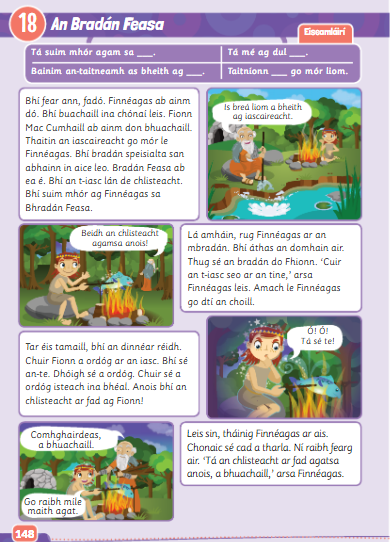 18 An Bradán Feasa
Eiseamláirí
Tá suim mhór agam sa ___.
Tá mé ag dul ___.
Bainim an-taitneamh as bheith ag ___.
Taitníonn ___ go mór liom.
Bhí fear ann, fadó. Finnéagas ab ainm
dó. Bhí buachaill ina chónaí leis. Fionn
Mac Cumhaill ab ainm don bhuachaill.
Thaitin an iascaireacht go mór le
Finnéagas. Bhí bradán speisialta san
abhainn in aice leo. Bradán Feasa ab
ea é. Bhí an t-iasc lán de chlisteacht.
Bhí suim mhór ag Finnéagas sa
Bhradán Feasa.
Is breá liom a bheith
ag iascaireacht.
Beidh an chlisteacht
agamsa anois!
Lá amháin, rug Finnéagas ar an
mbradán. Bhí áthas an domhain air.
Thug sé an bradán do Fhionn. ‘Cuir
an t-iasc seo ar an tine,’ arsa
Finnéagas leis. Amach le Finnéagas
go dtí an choill.
Tar éis tamaill, bhí an dinnéar réidh.
Chuir Fionn a ordóg ar an iasc. Bhí sé
an-te. Dhóigh sé a ordóg. Chuir sé a
ordóg isteach ina bhéal. Anois bhí an
chlisteacht ar fad ag Fionn!
Ó! Ó!
Tá sé te!
Comhghairdeas,
a bhuachaill.
Go raibh míle
maith agat.
Leis sin, tháinig Finnéagas ar ais.
Chonaic sé cad a tharla. Ní raibh fearg
air. ‘Tá an chlisteacht ar fad agatsa
anois, a bhuachaill,’ arsa Finnéagas.
148